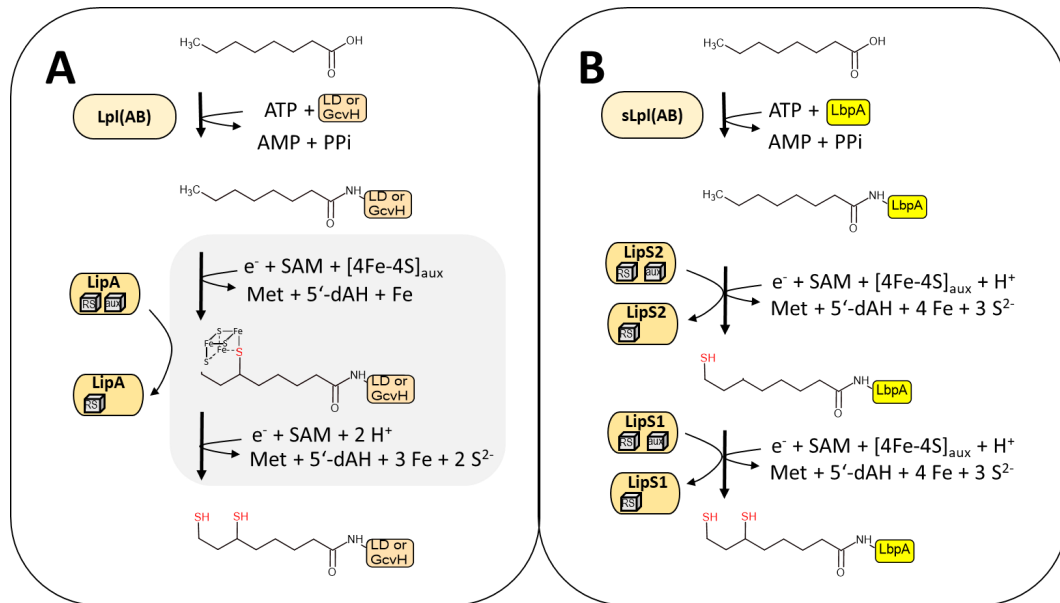 A
H₃C
OH
O
Lpl(AB)
ATP + LD or GcvH
AMP + PPi
H₃C
NH
O
LD or
GcvH
LipA
RS aux
e⁻ + SAM + [4Fe-4S]aux
Met + 5‘-dAH + Fe
LipA
RS
S Fe
Fe S
Fe S
S
NH
O
LD or
GcvH
e⁻ + SAM + 2 H⁺
Met + 5‘-dAH + 3 Fe + 2 S²⁻
SH SH
NH
O
LD or
GcvH
B
H₃C
OH
O
sLpl(AB)
ATP + LbpA
AMP + PPi
H₃C
NH
O
LbpA
LipS2
RS aux
e⁻ + SAM + [4Fe-4S]aux + H⁺
Met + 5‘-dAH + 4 Fe + 3 S²⁻
LipS2
RS
SH
NH
O
LbpA
LipS1
RS aux
e⁻ + SAM + [4Fe-4S]aux + H⁺
Met + 5‘-dAH + 4 Fe + 3 S²⁻
LipS1
RS
SH SH
NH
O
LbpA